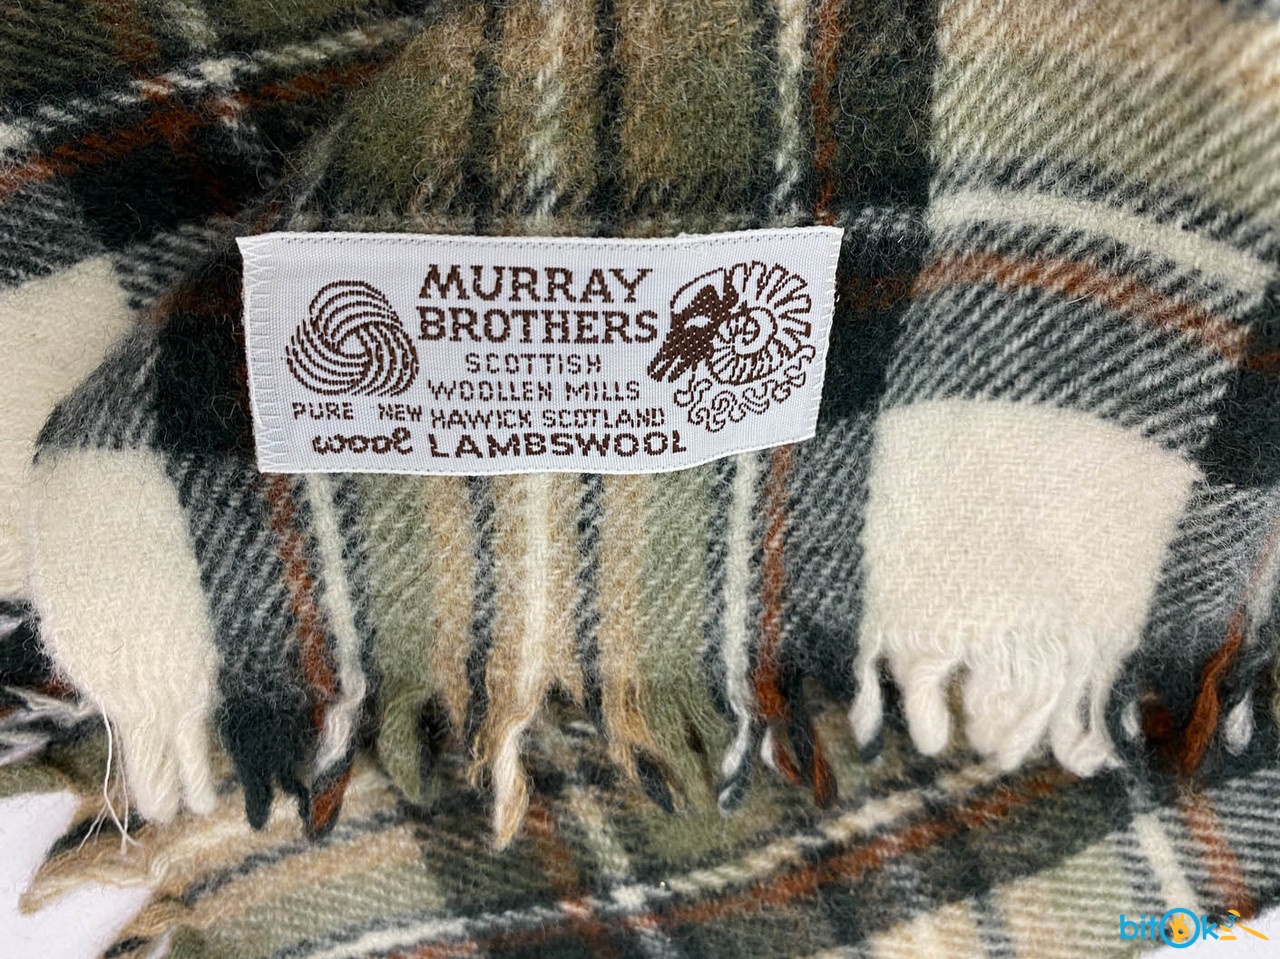 MURRAY
BROTHERS
SCOTTISH
WOOLLEN MILLS
HAWICK SCOTLAND
LAMBSWOOL
PURE NEW
wool
bitOk